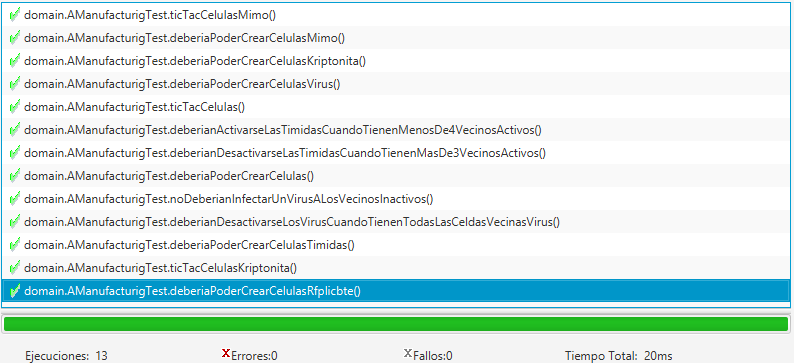 domain.AManufacturigTest.ticTacCelulasMimo()
domain.AManufacturigTest.deberiaPoderCrearCelulasMimo()
domain.AManufacturigTest.deberiaPoderCrearCelulasKriptonita()
domain.AManufacturigTest.deberiaPoderCrearCelulasVirus()
domain.AManufacturigTest.ticTacCelulas()
domain.AManufacturigTest.deberianActivarseLasTimidasCuandoTienenMenosDe4VecinosActivos()
domain.AManufacturigTest.deberianDesactivarseLasTimidasCuandoTienenMasDe3VecinosActivos()
domain.AManufacturigTest.deberiaPoderCrearCelulas()
domain.AManufacturigTest.noDeberianInfectarUnVirusALosVecinosInactivos()
domain.AManufacturigTest.deberianDesactivarseLosVirusCuandoTienenTodasLasCeldasVecinasVirus()
domain.AManufacturigTest.deberiaPoderCrearCelulasTimidas()
domain.AManufacturigTest.ticTacCelulasKriptonita()
domain.AManufacturigTest.deberiaPoderCrearCelulasRfplicbte()
Ejecuciones: 13 XErrores:0 XFallos:0 Tiempo Total: 20ms